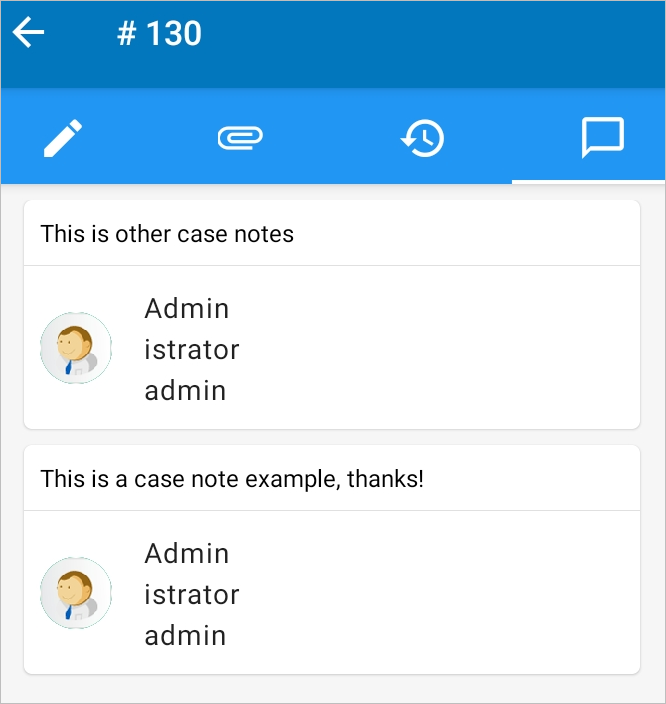 # 130
This is other case notes
Admin
istrator
admin
This is a case note example, thanks!
Admin
istrator
admin